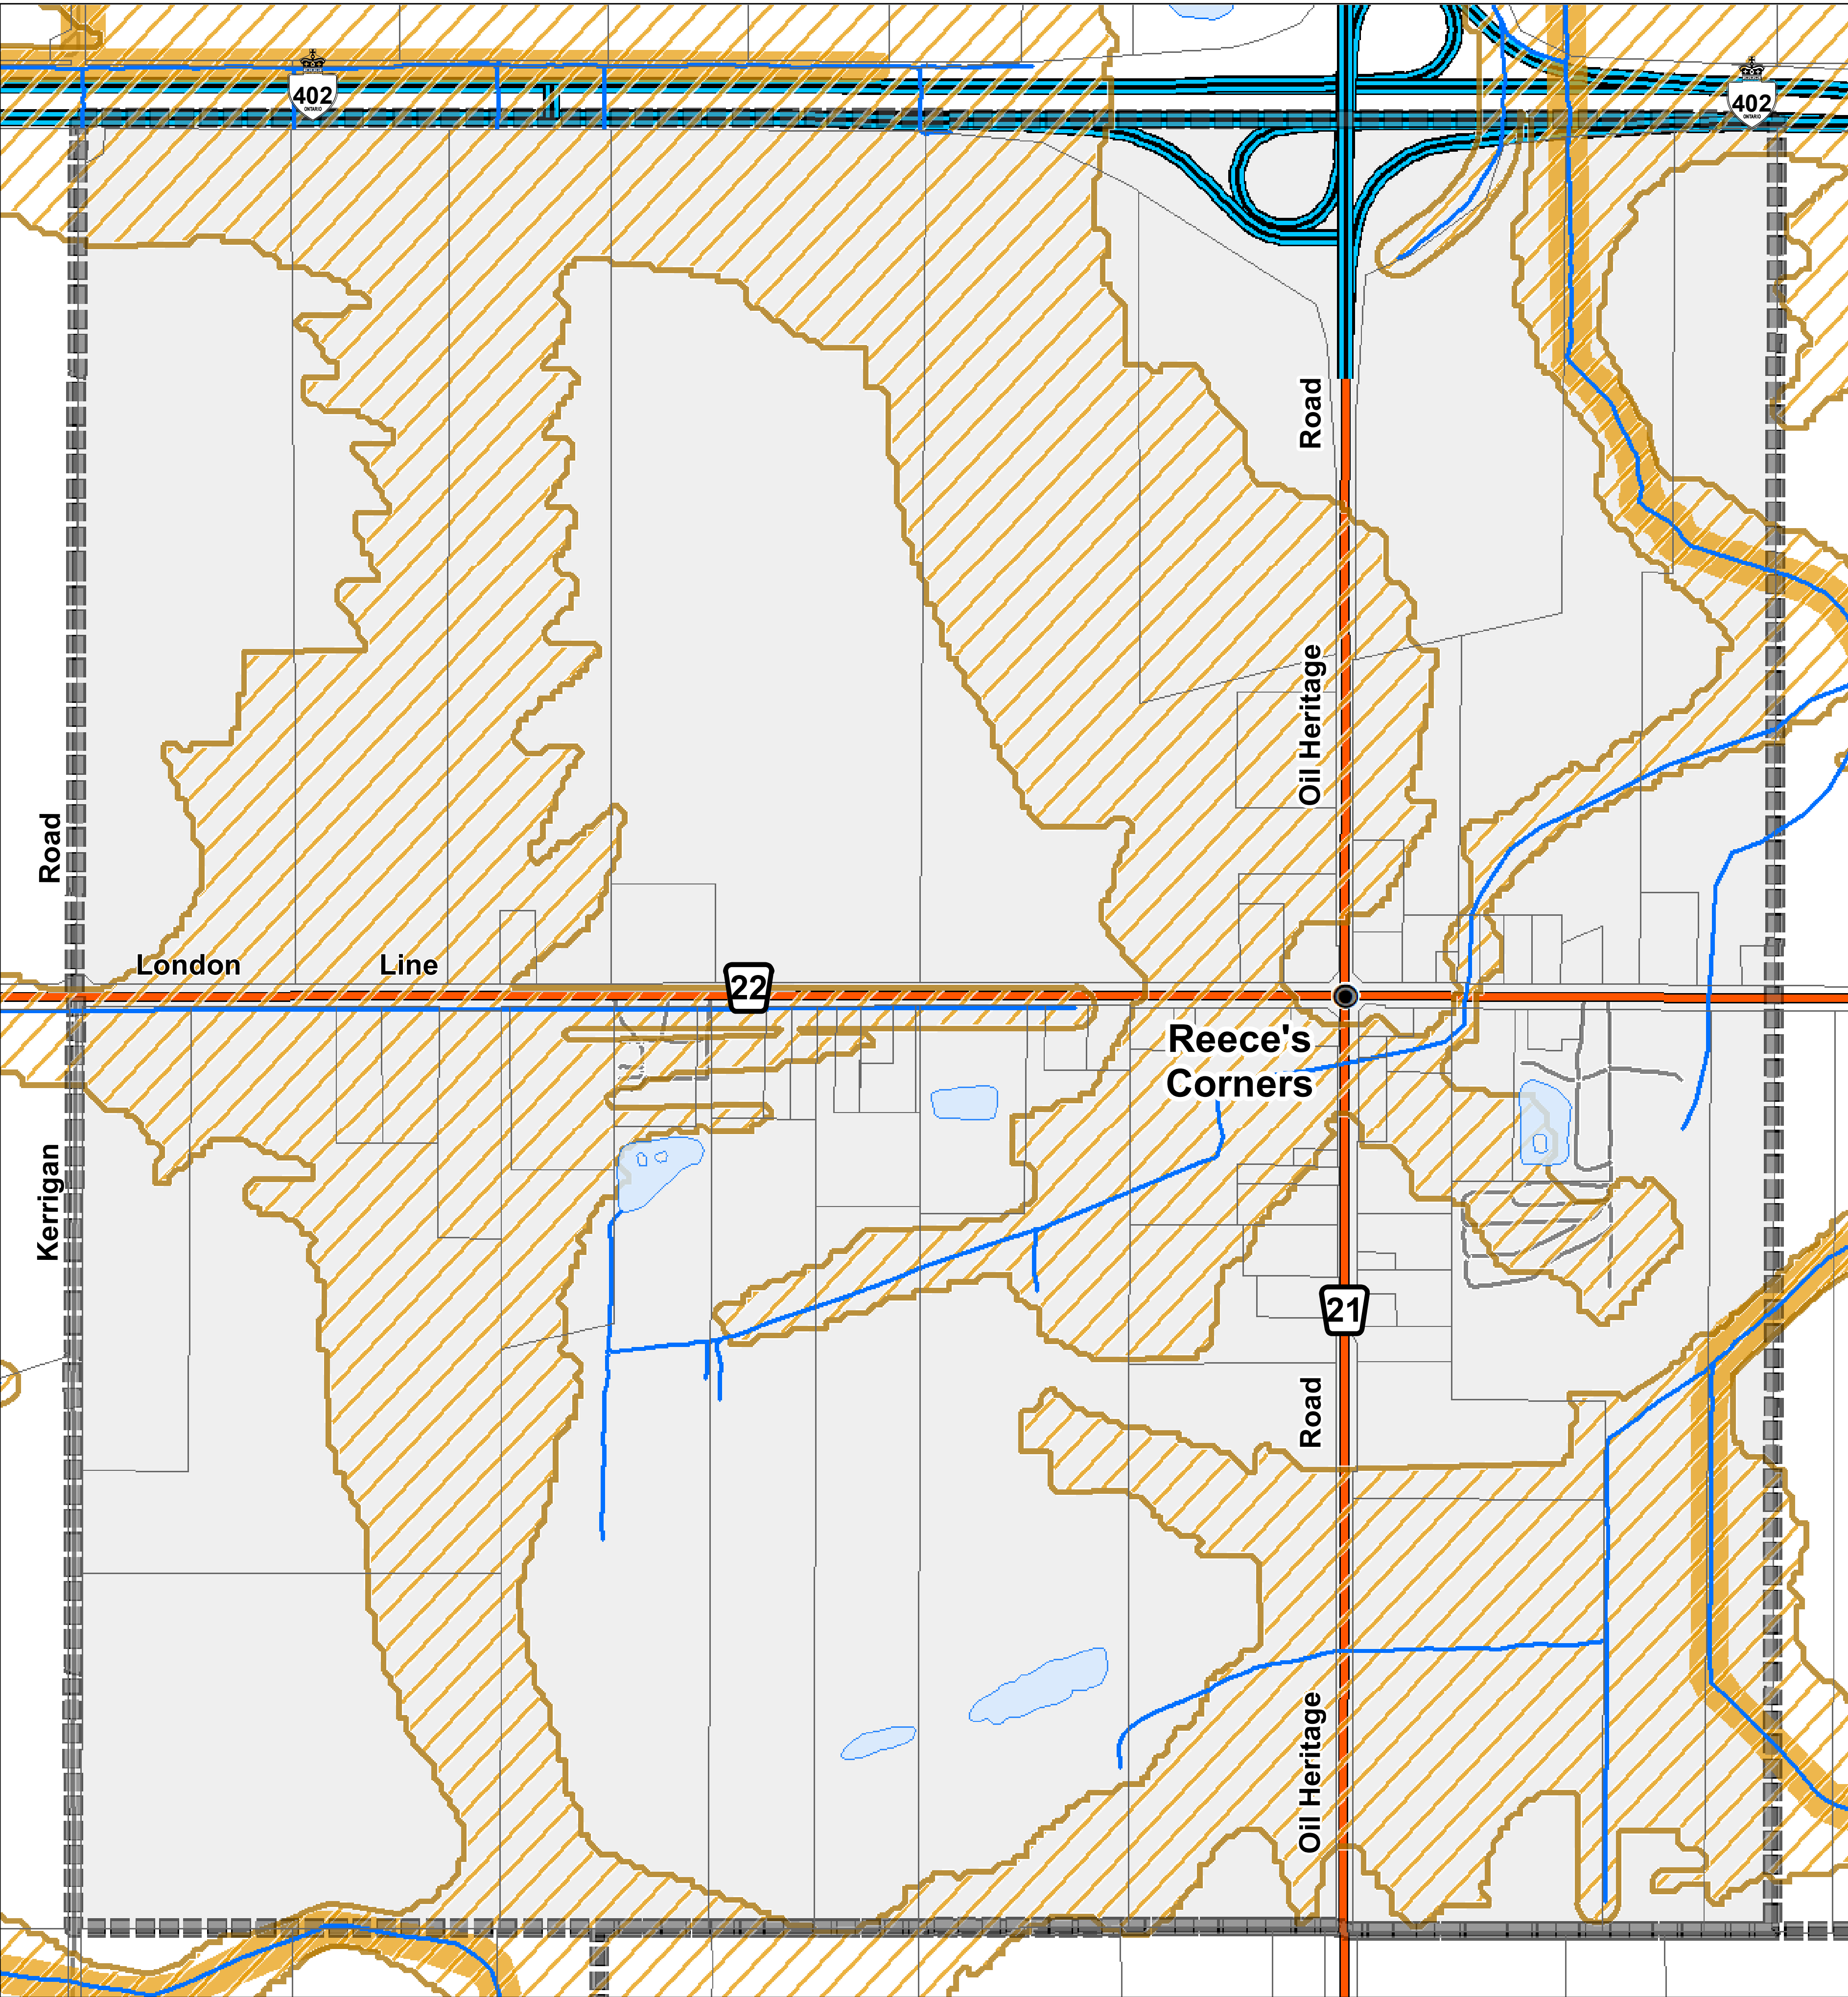 402
ONTARIO
402
ONTARIO
Road
Oil Heritage
Road
London Line
22
Reece's
Corners
Kerrigan
21
Road
Oil Heritage